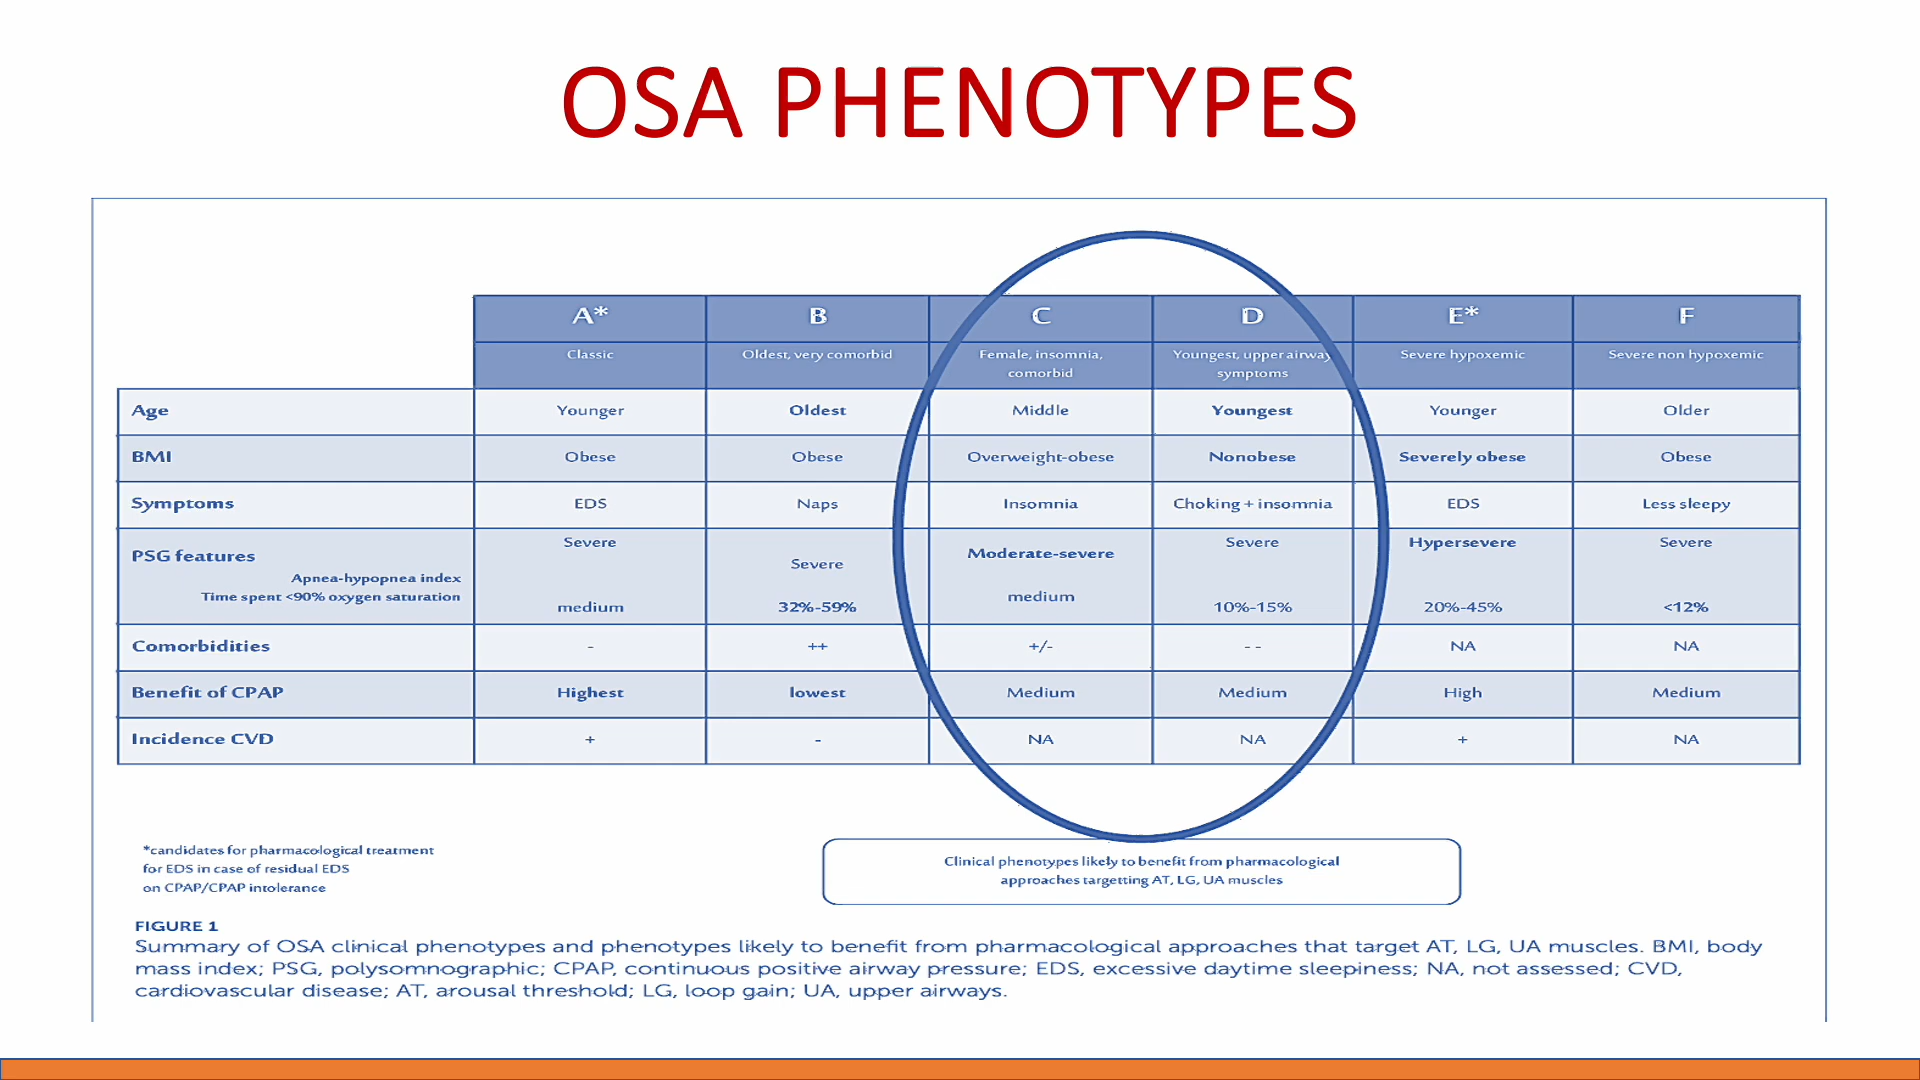 OSA PHENOTYPES
A* B C D E* F
Classic Oldest, very comorbid Female, insomnia, Youngest, upper airway Severe hypoxemic Severe non hypoxemic
comorbid symptoms
Age Younger Oldest Middle Youngest Younger Older
BMI Obese Obese Overweight-obese Nonobese Severely obese Obese
Symptoms EDS Naps Insomnia Choking + insomnia EDS Less sleepy
PSG features Severe Severe Moderate-severe Severe Hypersevere Severe
Apnea-hypopnea index
Time spent <90% oxygen saturation medium 32%-59% medium 10%-15% 20%-45% <12%
Comorbidities - ++ +/- - - NA NA
Benefit of CPAP Highest lowest Medium Medium High Medium
Incidence CVD + - NA NA + NA
*candidates for pharmacological treatment
for EDS in case of residual EDS
on CPAP/CPAP intolerance
Clinical phenotypes likely to benefit from pharmacological
approaches targetting AT, LG, UA muscles
FIGURE 1
Summary of OSA clinical phenotypes and phenotypes likely to benefit from pharmacological approaches that target AT, LG, UA muscles. BMI, body
mass index; PSG, polysomnographic; CPAP, continuous positive airway pressure; EDS, excessive daytime sleepiness; NA, not assessed; CVD,
cardiovascular disease; AT, arousal threshold; LG, loop gain; UA, upper airways.